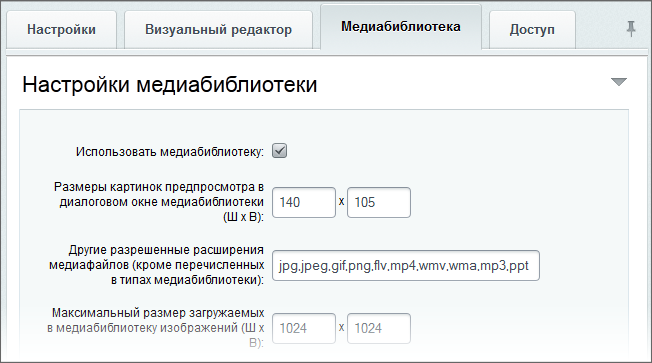 Настройки Визуальный редактор Медиабиблиотека Доступ
Настройки медиабиблиотеки
Использовать медиабиблиотеку:
Размеры картинок предпросмотра в
диалоговом окне медиабиблиотеки
(Ш x В):
140 x 105
Другие разрешенные расширения
медиафайлов (кроме перечисленных
в типах медиабиблиотеки):
jpg,jpeg,gif,png,flv,mp4,wmv,wma,mp3,ppt
Максимальный размер загружаемых
в медиабиблиотеку изображений (Ш x
В):
1024 x 1024